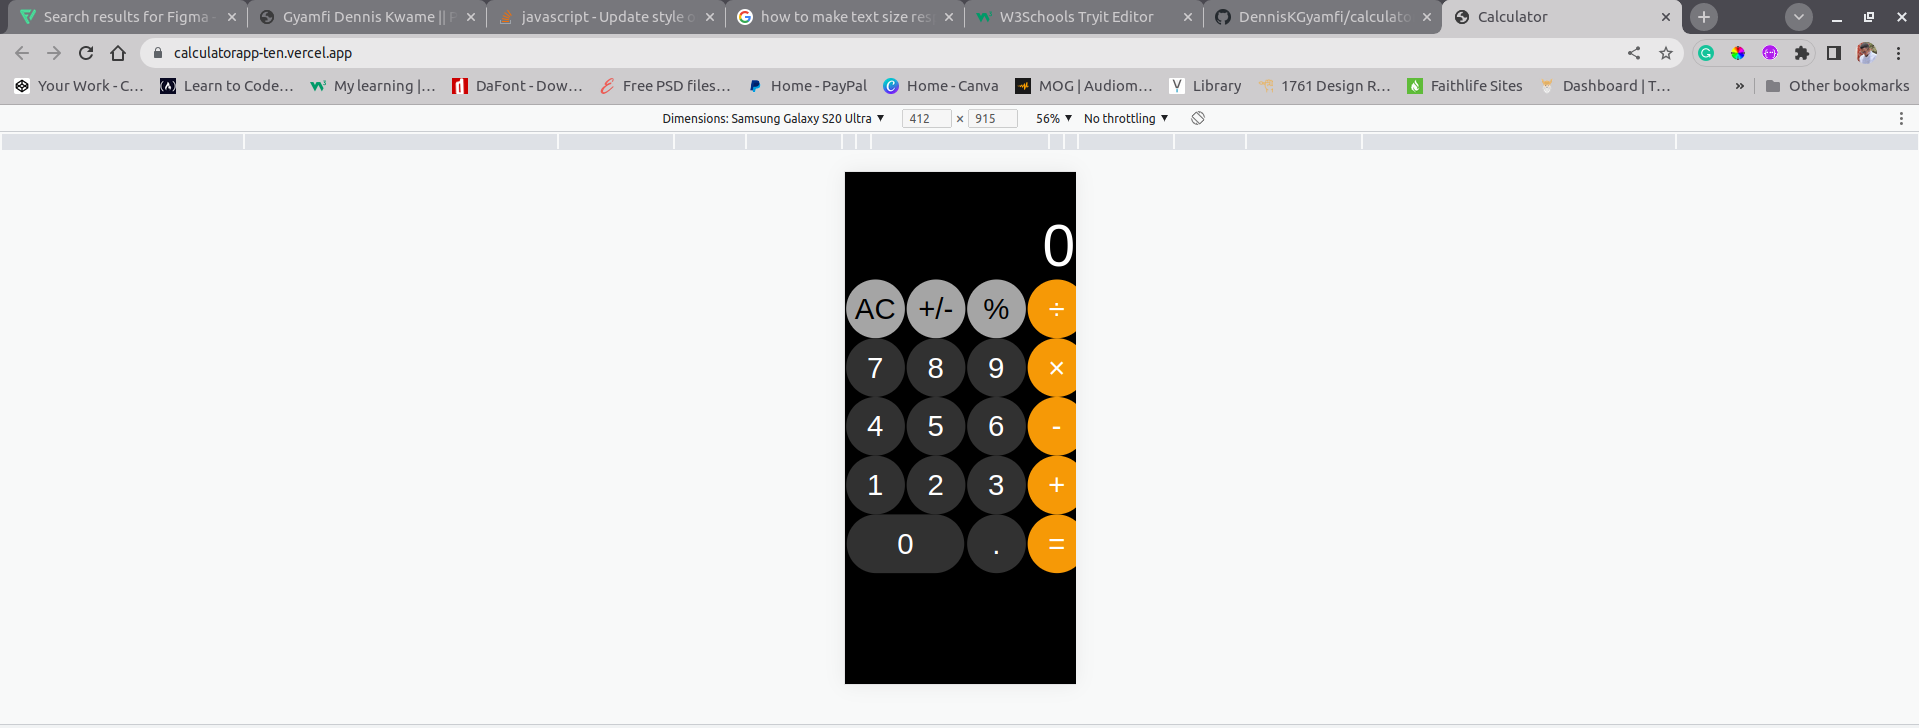 Search results for Figma - Gyamfi Dennis Kwame || P javascript - Update style o how to make text size res W3Schools Tryit Editor DennisKGyamfi/calculato Calculator
calculatorapp-ten.vercel.app
Your Work - C... Learn to Code... My learning |... DaFont - Dow... Free PSD files... Home - PayPal Home - Canva MOG | Audiom... Library 1761 Design R... Faithlife Sites Dashboard | T... » Other bookmarks
Dimensions: Samsung Galaxy S20 Ultra ▼ 412 × 915 56% ▼ No throttling ▼
0
AC +/- % ÷
7 8 9 ×
4 5 6 -
1 2 3 +
0 . =